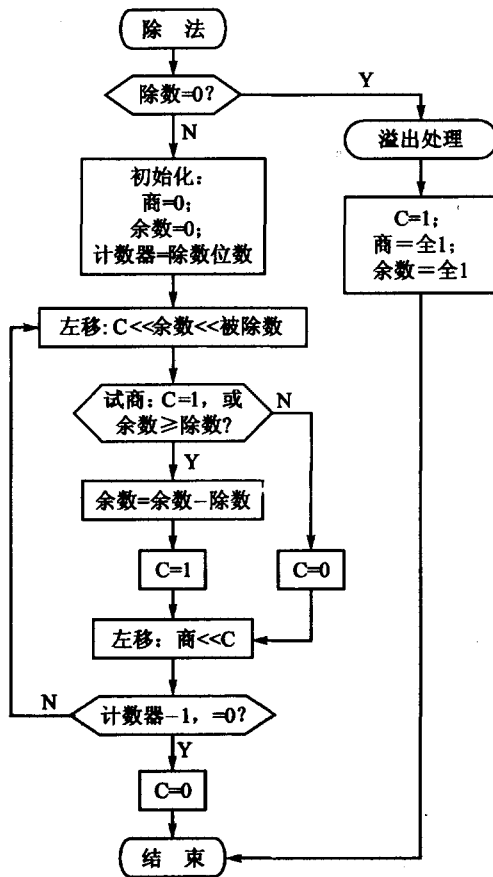 除 法
除数=0?
Y
N
溢出处理
初始化:
商=0;
余数=0;
计数器=除数位数
C=1;
商=全1;
余数=全1
左移: C<<余数<<被除数
试商: C=1, 或
余数≥除数?
N
Y
余数=余数-除数
C=1
C=0
左移: 商<<C
N
计数器-1, =0?
Y
C=0
结 束